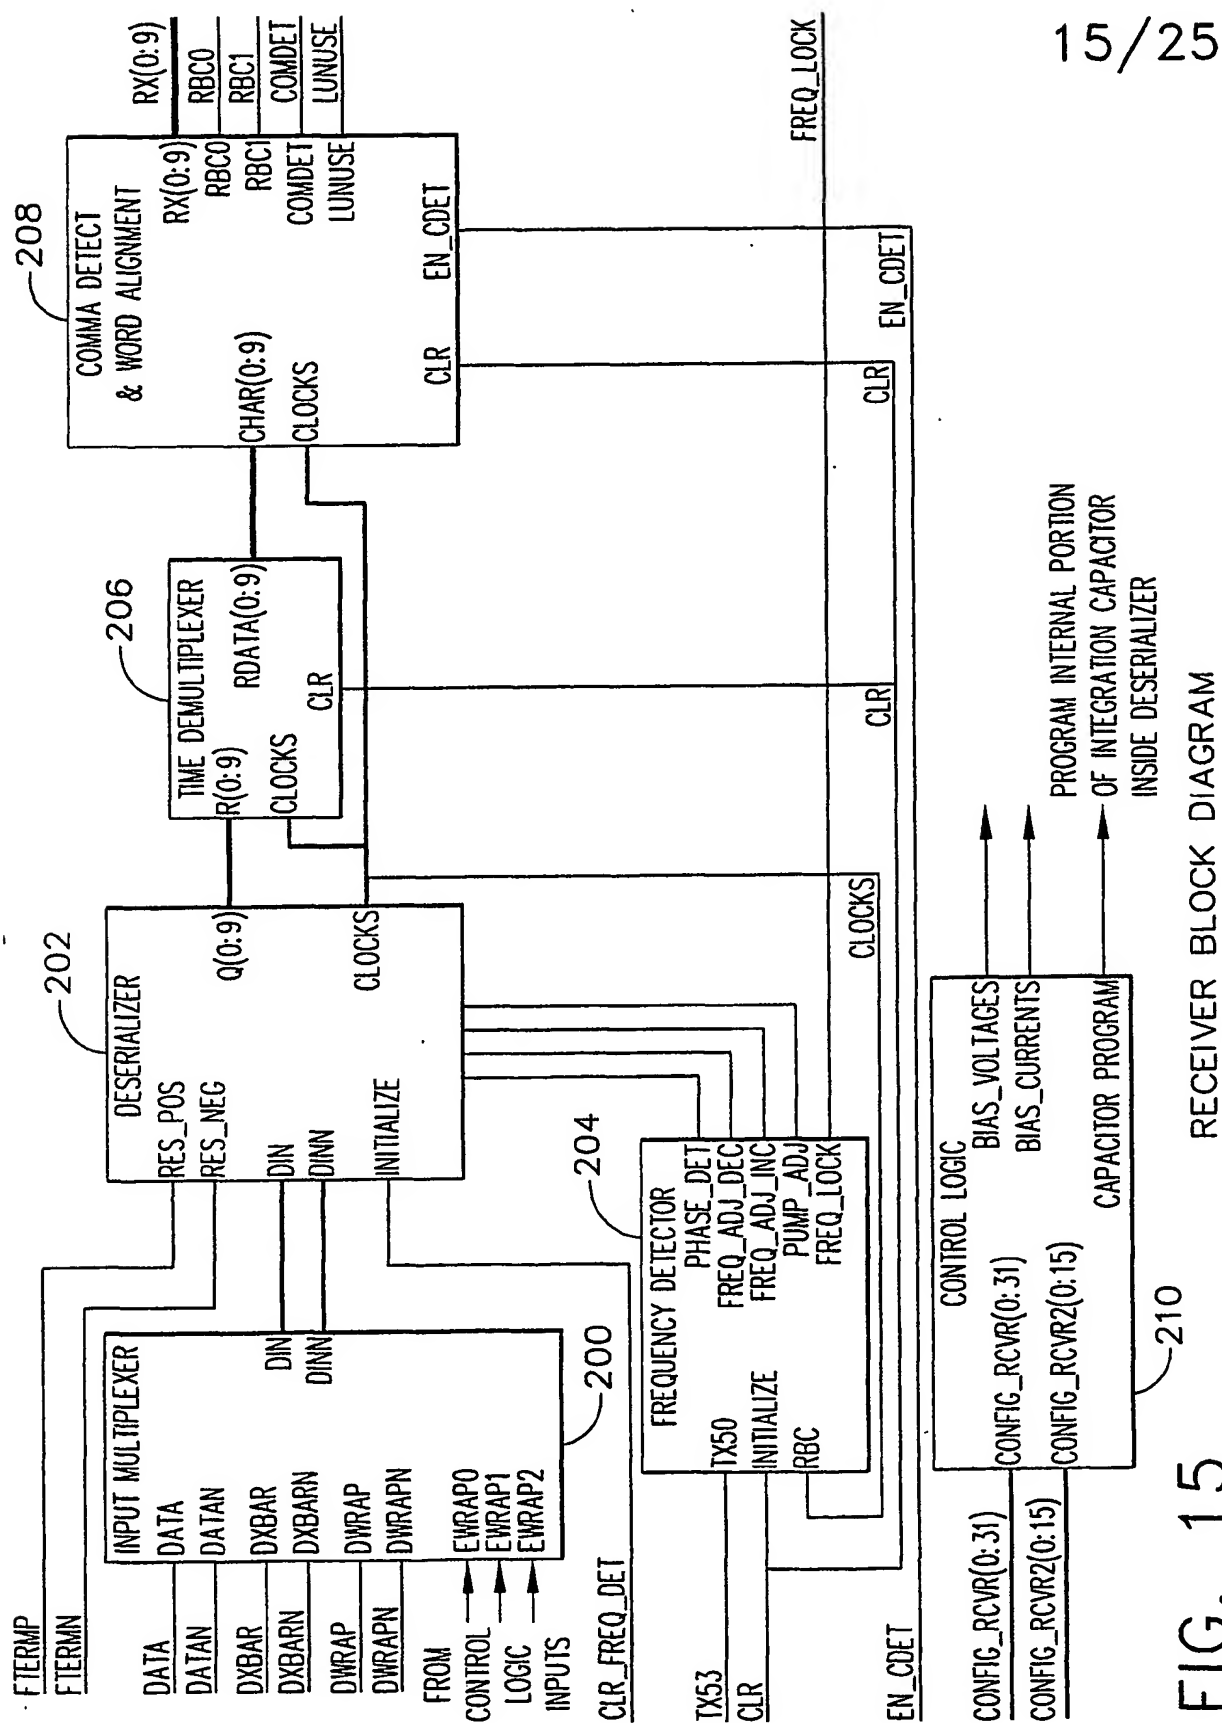 15/25
FTERMP
FTERMN
DATA
DATAN
DXBAR
DXBARN
DWRAP
DWRAPN
FROM
CONTROL
LOGIC
INPUTS
CLR_FREQ_DET
INPUT MULTIPLEXER
DATA
DATAN
DXBAR
DXBARN
DWRAP
DWRAPN
EWRAP0
EWRAP1
EWRAP2
DIN
DINN
200
DESERIALIZER
RES_POS
RES_NEG
DIN
DINN
INITIALIZE
Q(0:9)
CLOCKS
202
TIME DEMULTIPLEXER
R(0:9)
CLOCKS
RDATA(0:9)
CLR
206
COMMA DETECT
& WORD ALIGNMENT
CHAR(0:9)
CLOCKS
CLR
EN_CDET
RX(0:9)
RBC0
RBC1
COMDET
LUNUSE
208
RX(0:9)
RBC0
RBC1
COMDET
LUNUSE
TX53
CLR
FREQUENCY DETECTOR
TX50
INITIALIZE
RBC
PHASE_DET
FREQ_ADJ_DEC
FREQ_ADJ_INC
PUMP_ADJ
FREQ_LOCK
204
FREQ_LOCK
CLOCKS
CLR
CLR
EN_CDET
EN_CDET
CONFIG_RCVR(0:31)
CONFIG_RCVR2(0:15)
CONTROL LOGIC
CONFIG_RCVR(0:31)
CONFIG_RCVR2(0:15)
BIAS_VOLTAGES
BIAS_CURRENTS
CAPACITOR PROGRAM
210
PROGRAM INTERNAL PORTION
OF INTEGRATION CAPACITOR
INSIDE DESERIALIZER
FIG. 15
RECEIVER BLOCK DIAGRAM